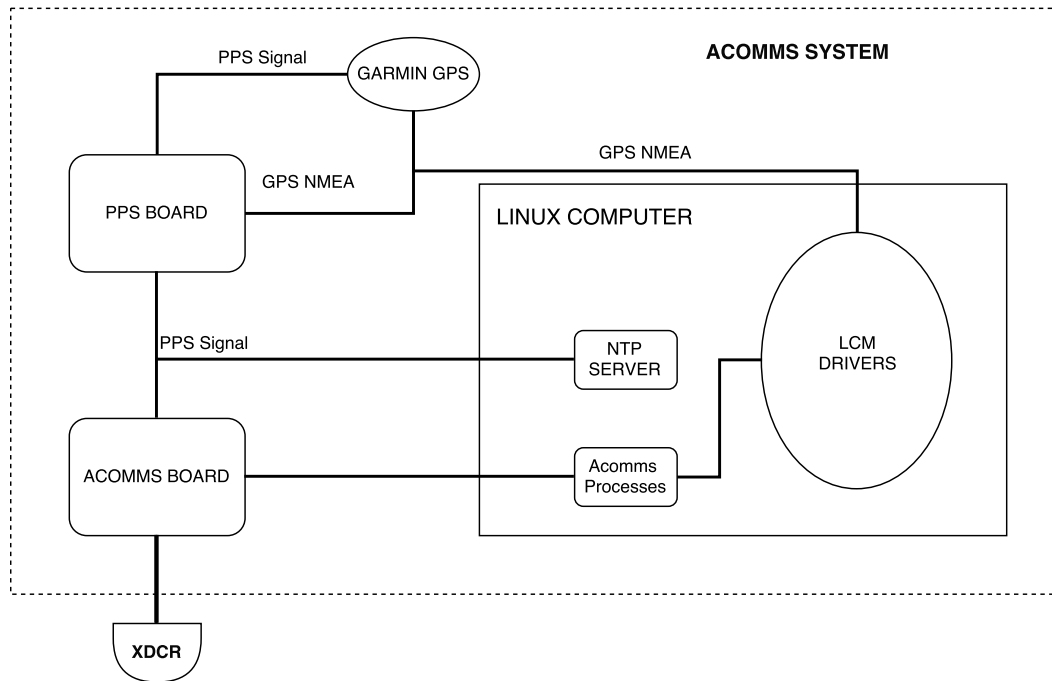 PPS Signal
GARMIN GPS
ACOMMS SYSTEM
GPS NMEA
GPS NMEA
PPS BOARD
LINUX COMPUTER
PPS Signal
NTP
SERVER
LCM
DRIVERS
ACOMMS BOARD
Acomms
Processes
XDCR